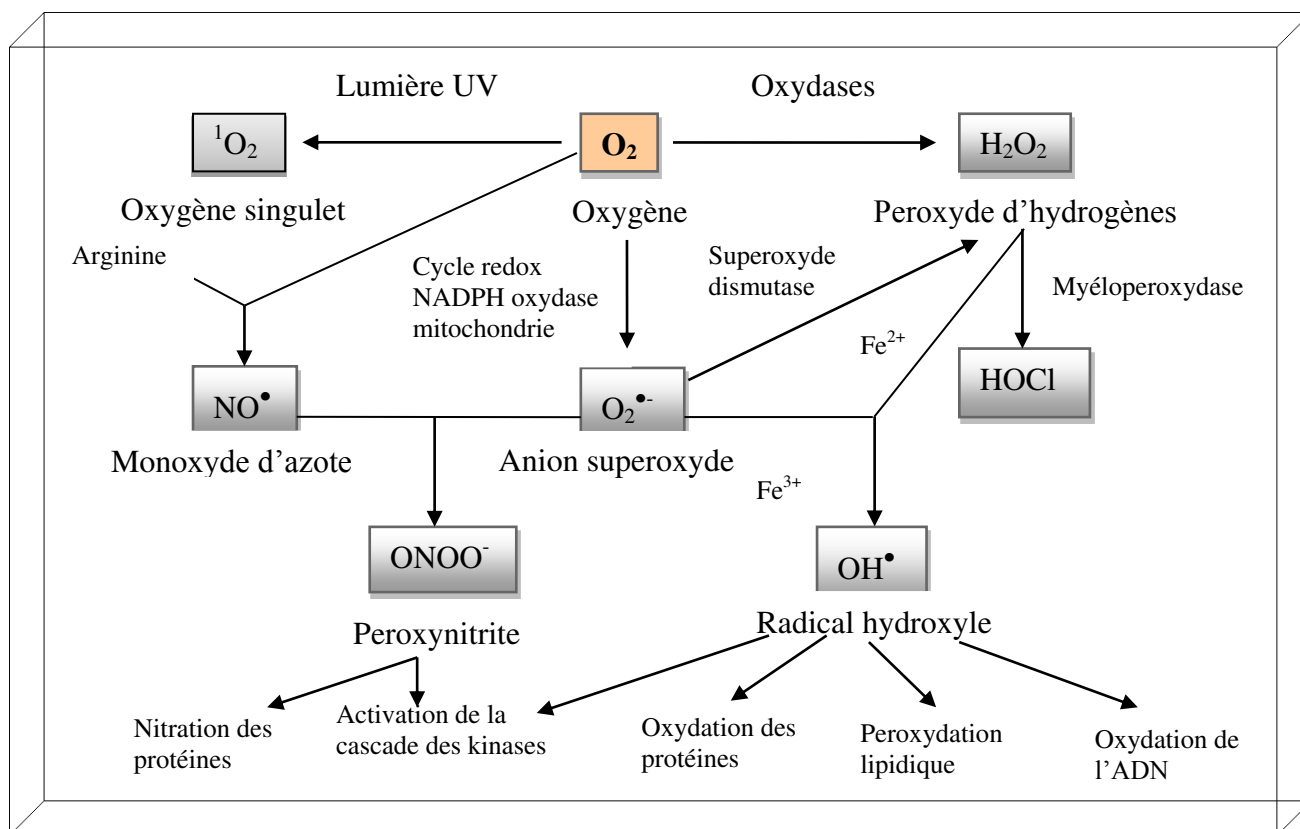 Lumière UV
Oxydases
¹O₂
O₂
H₂O₂
Oxygène singulet
Oxygène
Peroxyde d’hydrogènes
Arginine
Cycle redox
NADPH oxydase
mitochondrie
Superoxyde
dismutase
Myéloperoxydase
Fe²⁺
NO•
O₂•-
HOCl
Monoxyde d’azote
Anion superoxyde
Fe³⁺
ONOO⁻
OH•
Peroxynitrite
Radical hydroxyle
Nitration des
protéines
Activation de la
cascade des kinases
Oxydation des
protéines
Peroxydation
lipidique
Oxydation de
l’ADN